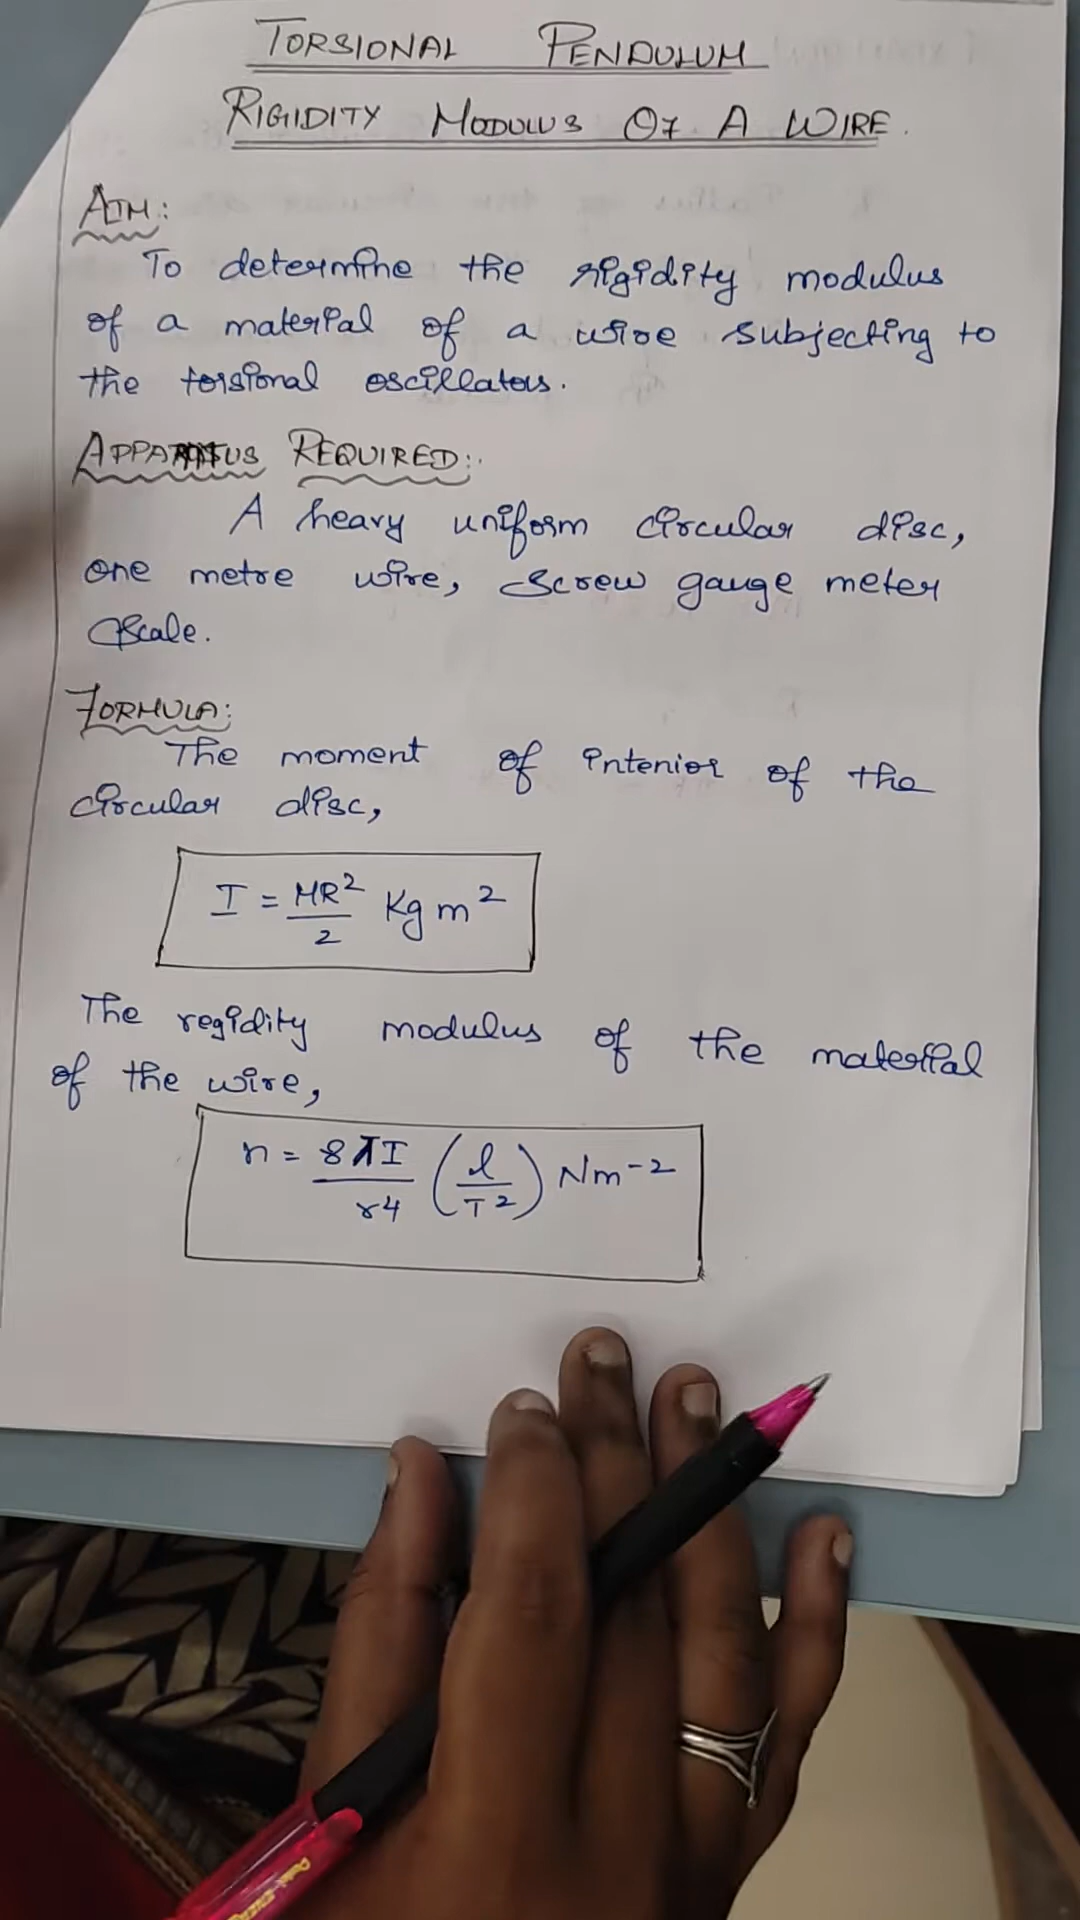 TORSIONAL PENDULUM
RIGIDITY MODULUS OF A WIRE.
AIM:
To determine the rigidity modulus
of a material of a wire subjecting to
the torsional oscillators.
APPARATUS REQUIRED:
A heavy uniform circular disc,
one metre wire, Screw gauge meter
Scale.
FORMULA:
The moment of intenior of the
circular disc,
I = MR²/2 Kg m²
The regidity modulus of the material
of the wire,
n = 8πI/r4 (l/T²) Nm⁻²